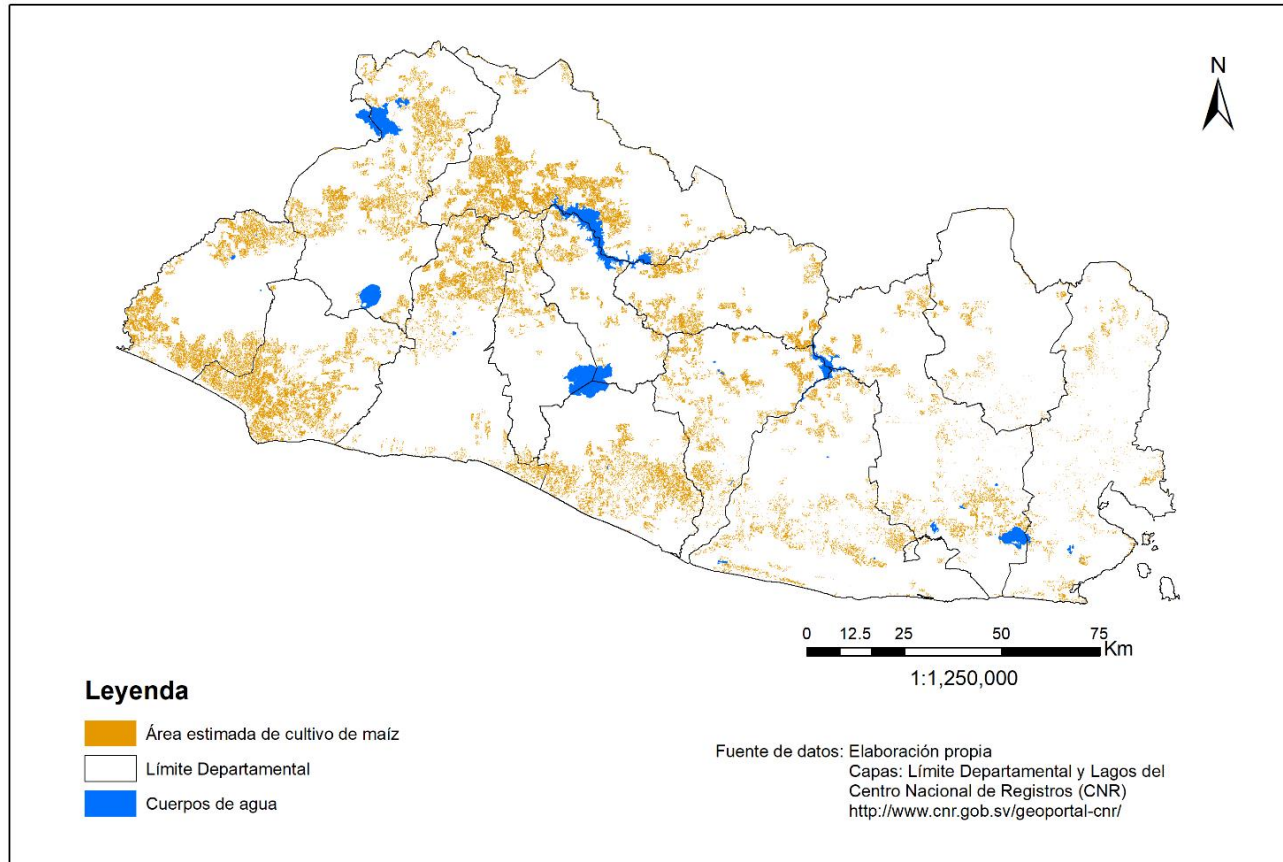 N
0 12.5 25 50 75
Km
1:1,250,000
Leyenda
Área estimada de cultivo de maíz
Límite Departamental
Cuerpos de agua
Fuente de datos: Elaboración propia
Capas: Límite Departamental y Lagos del
Centro Nacional de Registros (CNR)
http://www.cnr.gob.sv/geoportal-cnr/